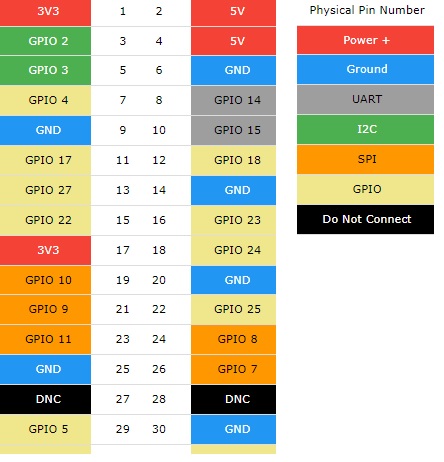 3V3 1 2 5V
GPIO 2 3 4 5V
GPIO 3 5 6 GND
GPIO 4 7 8 GPIO 14
GND 9 10 GPIO 15
GPIO 17 11 12 GPIO 18
GPIO 27 13 14 GND
GPIO 22 15 16 GPIO 23
3V3 17 18 GPIO 24
GPIO 10 19 20 GND
GPIO 9 21 22 GPIO 25
GPIO 11 23 24 GPIO 8
GND 25 26 GPIO 7
DNC 27 28 DNC
GPIO 5 29 30 GND
Physical Pin Number
Power +
Ground
UART
I2C
SPI
GPIO
Do Not Connect